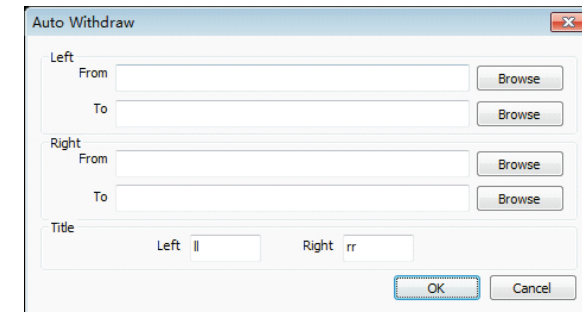 Auto Withdraw
Left
From Browse
To Browse
Right
From Browse
To Browse
Title
Left ll Right rr
OK Cancel